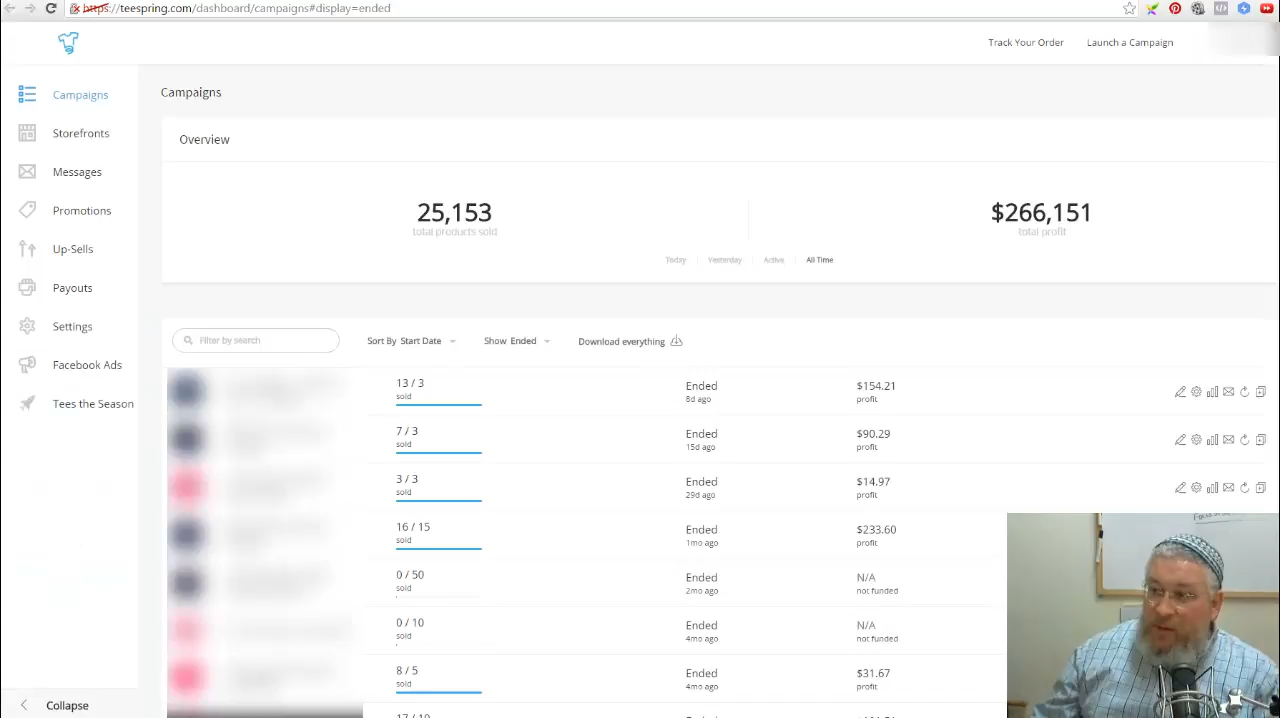 https://teespring.com/dashboard/campaigns#display=ended
Track Your Order
Launch a Campaign
Campaigns
Storefronts
Messages
Promotions
Up-Sells
Payouts
Settings
Facebook Ads
Tees the Season
Collapse
Campaigns
Overview
25,153
total products sold
$266,151
total profit
Today
Yesterday
Active
All Time
Filter by search
Sort By Start Date
Show Ended
Download everything
13 / 3
sold
Ended
8d ago
$154.21
profit
7 / 3
sold
Ended
15d ago
$90.29
profit
3 / 3
sold
Ended
29d ago
$14.97
profit
16 / 15
sold
Ended
1mo ago
$233.60
profit
0 / 50
sold
Ended
2mo ago
N/A
not funded
0 / 10
sold
Ended
4mo ago
N/A
not funded
8 / 5
sold
Ended
4mo ago
$31.67
profit